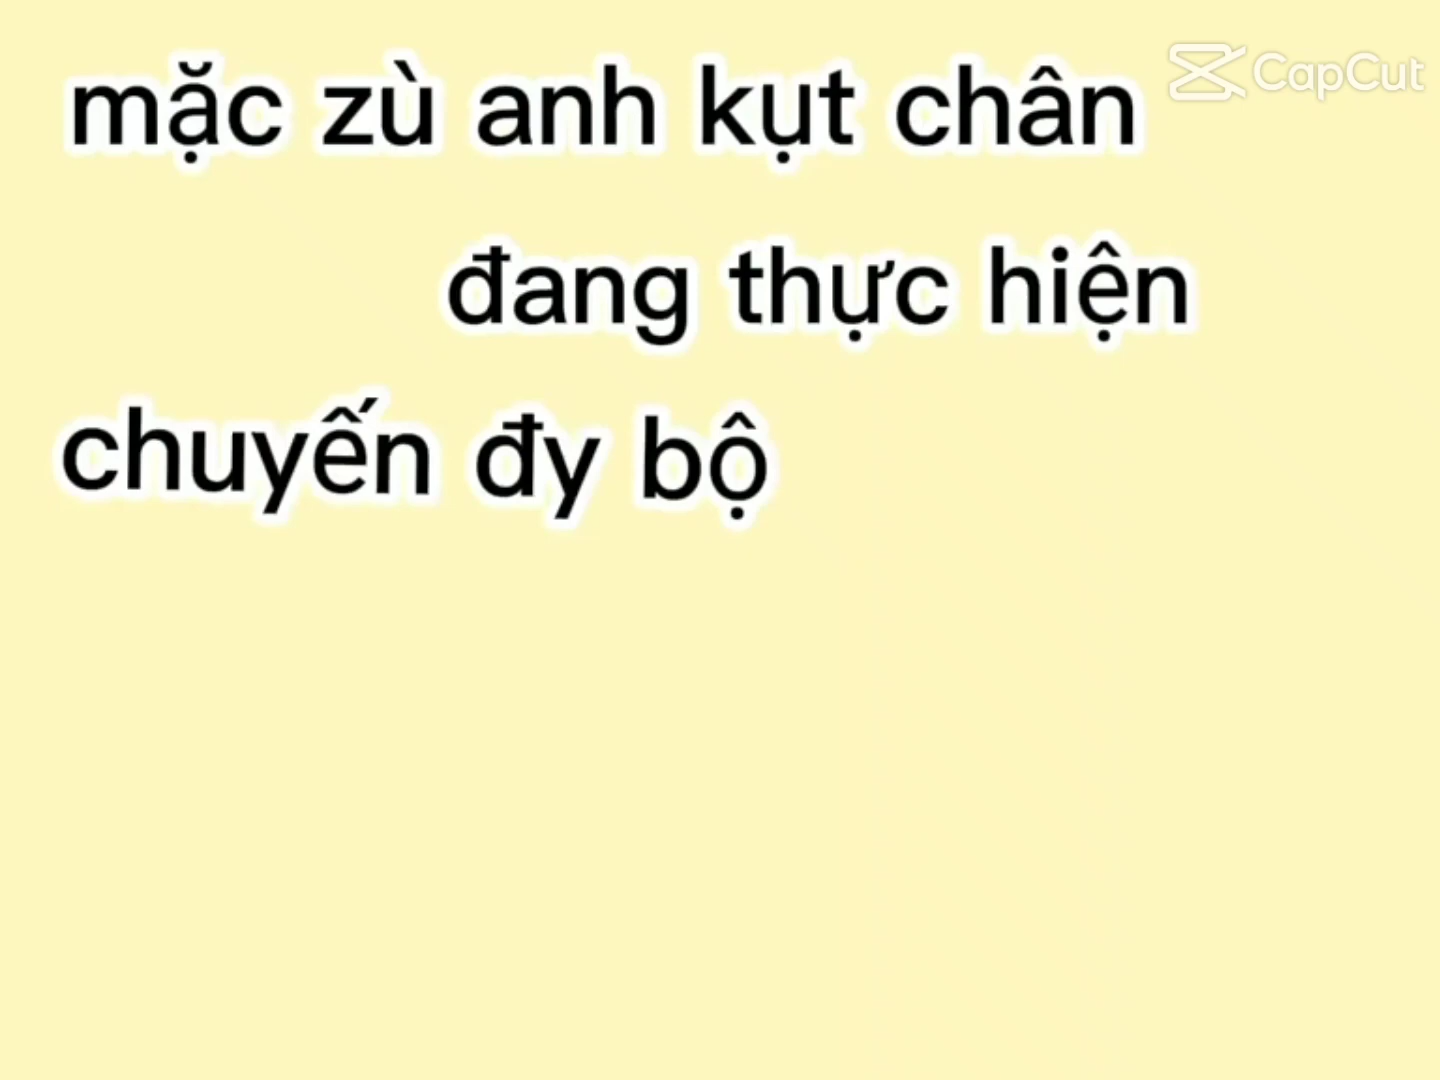 mặc zù anh kụt chân
CapCut
đang thực hiện
chuyến đy bộ